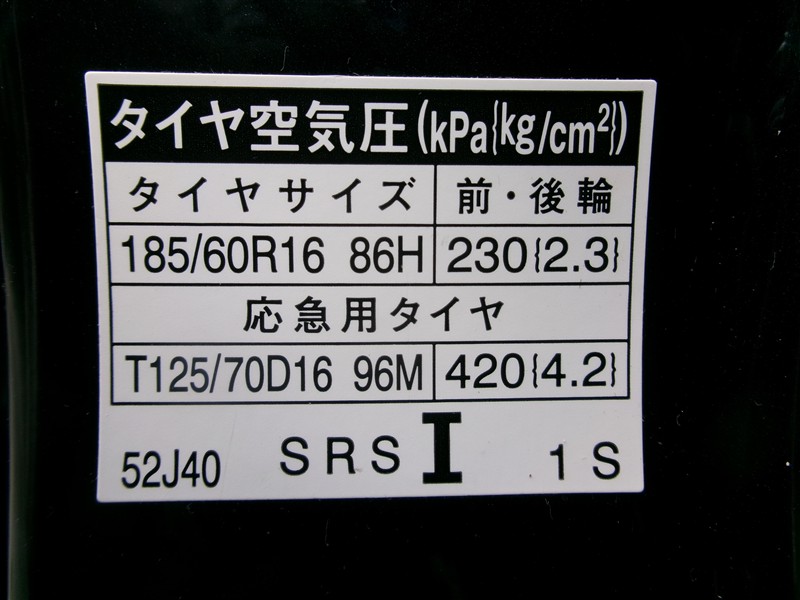 タイヤ空気圧(kPa{kg/cm²})
タイヤサイズ 前・後輪
185/60R16 86H 230{2.3}
応急用タイヤ
T125/70D16 96M 420{4.2}
52J40 SRS I 1S